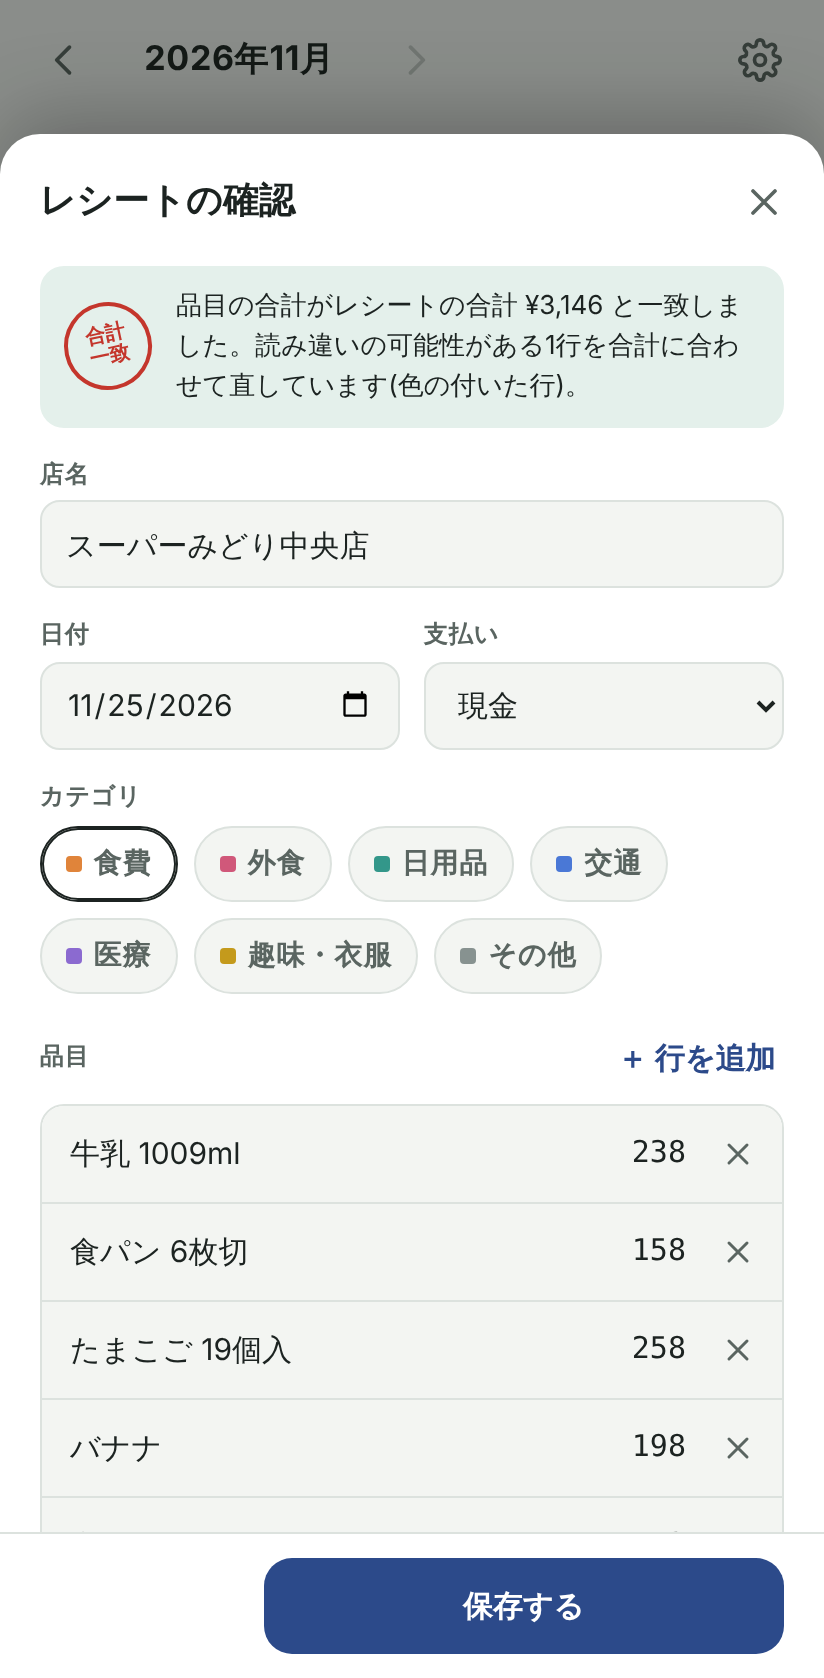 2026年11月
レシートの確認
合計
一致
品目の合計がレシートの合計 ¥3,146 と一致しま
した。読み違いの可能性がある1行を合計に合わ
せて直しています(色の付いた行)。
店名
スーパーみどり中央店
日付
支払い
11/25/2026
現金
カテゴリ
食費
外食
日用品
交通
医療
趣味・衣服
その他
品目
+ 行を追加
牛乳 1009ml
238
食パン 6枚切
158
たまこご 19個入
258
バナナ
198
保存する